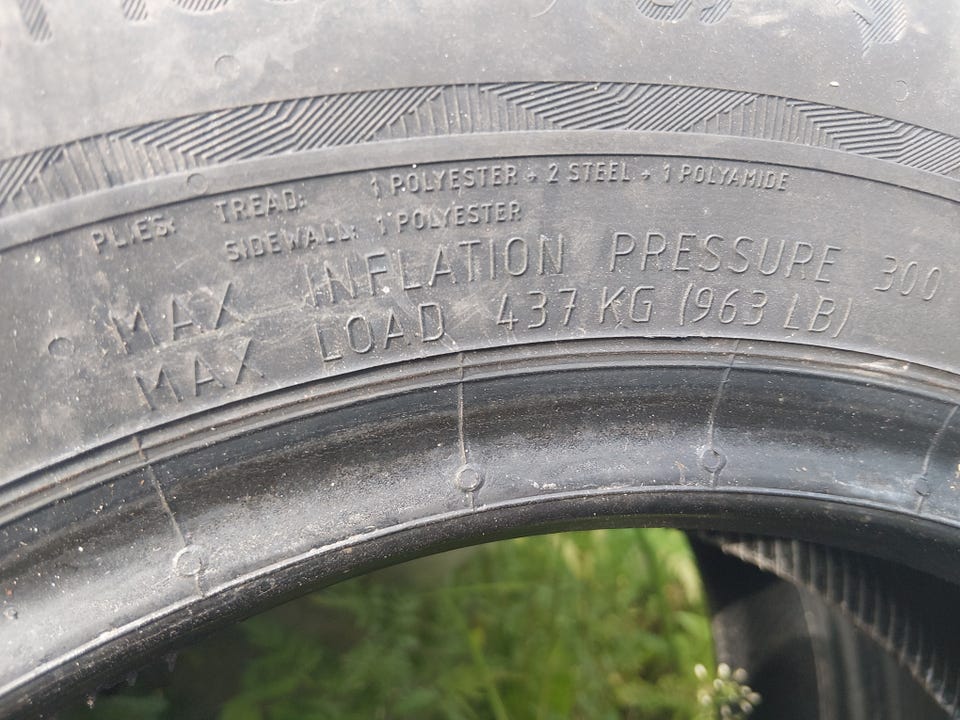 PLIES: TREAD: 1 POLYESTER + 2 STEEL + 1 POLYAMIDE
SIDEWALL: 1 POLYESTER
MAX INFLATION PRESSURE 300
MAX LOAD 437 KG (963 LB)